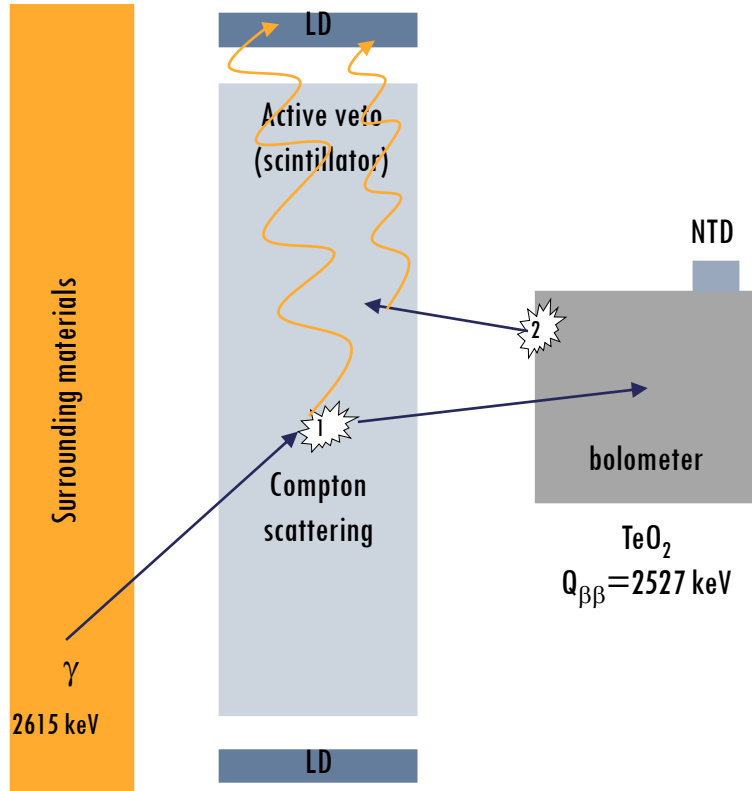 LD
Active veto
(scintillator)
NTD
Surrounding materials
2
1
bolometer
Compton
scattering
TeO₂
Qββ=2527 keV
γ
2615 keV
LD